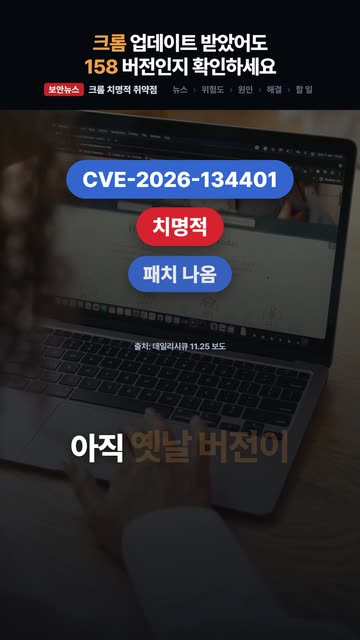 크롬 업데이트 받았어도
158 버전인지 확인하세요
보안뉴스 크롬 치명적 취약점 뉴스 › 위험도 › 원인 › 해결 › 할 일
CVE-2026-134401
치명적
패치 나옴
출처: 데일리시큐 11.25 보도
아직 옛날 버전이